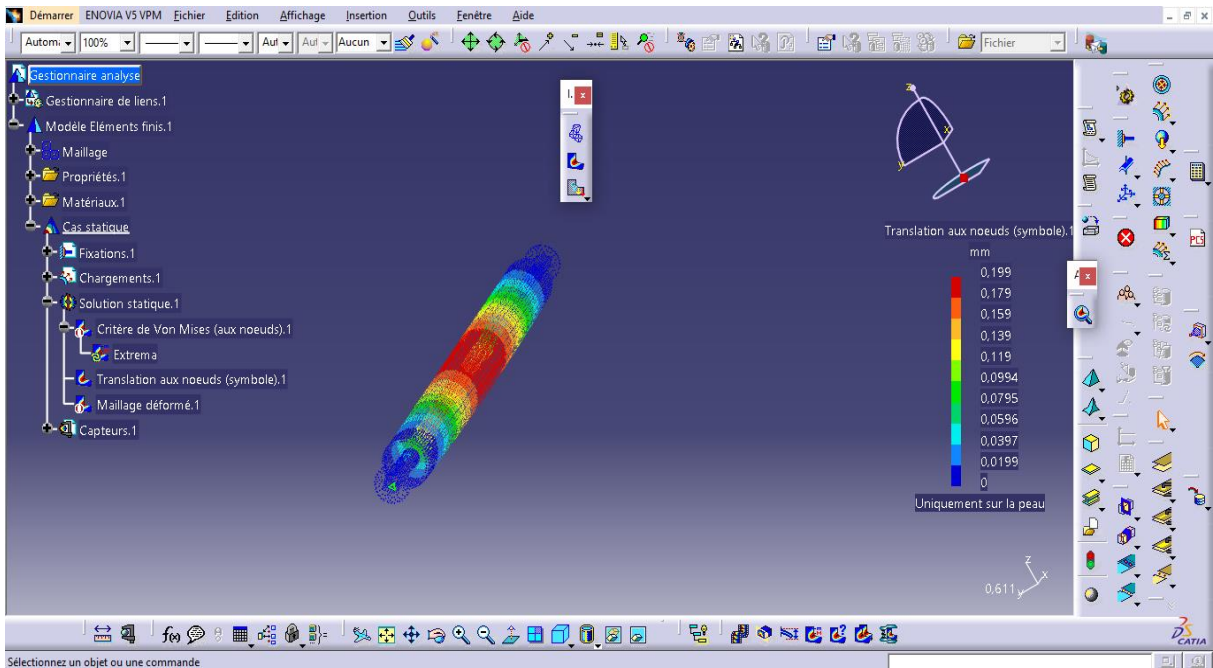 Démarrer ENOVIA V5 VPM Fichier Edition Affichage Insertion Outils Fenêtre Aide
Autom. 100% Aut Aut Aucun Fichier
Gestionnaire analyse
Gestionnaire de liens.1
Modèle Eléments finis.1
Maillage
Propriétés.1
Matériaux.1
Cas statique
Fixations.1
Chargements.1
Solution statique.1
Critère de Von Mises (aux noeuds).1
Extrema
Translation aux noeuds (symbole).1
Maillage déformé.1
Capteurs.1
I.
z
x
y
Translation aux noeuds (symbole).1
mm
0,199
0,179
0,159
0,139
0,119
0,0994
0,0795
0,0596
0,0397
0,0199
0
Uniquement sur la peau
A
PCS
z
x
0,611 y
f(x)
DS CATIA
Sélectionnez un objet ou une commande